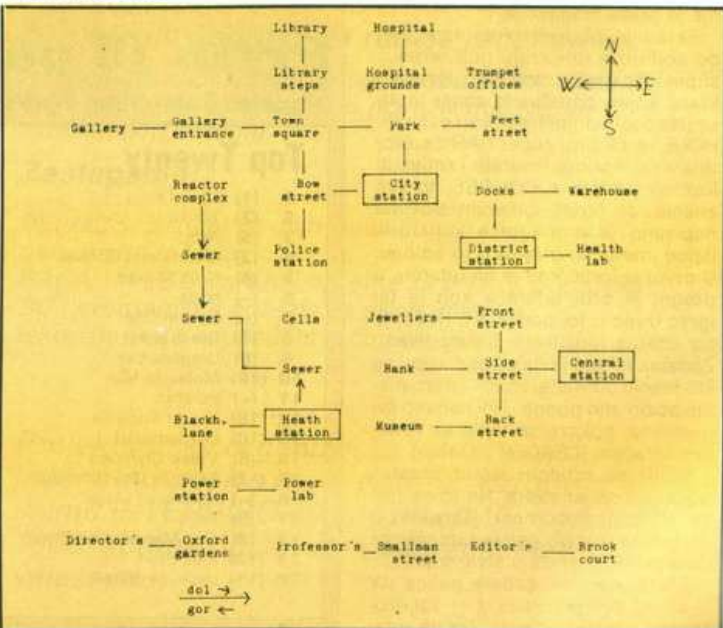 Library Hospital
Library Hospital Trumpet N
steps grounds offices W E
Gallery Gallery Town Park Peet S
entrance square street
Reactor Bow City Docks Warehouse
complex street station
Sewer Police District Health
station station lab
Sewer Cells Jewellers Front
street
Sewer Bank Side Central
street station
Blackh. Heath Museum Back
lane station street
Power Power
station lab
Director's Oxford Professor's Smallman Editor's Brook
gardens street court
dol →
gor ←
Top Twenty